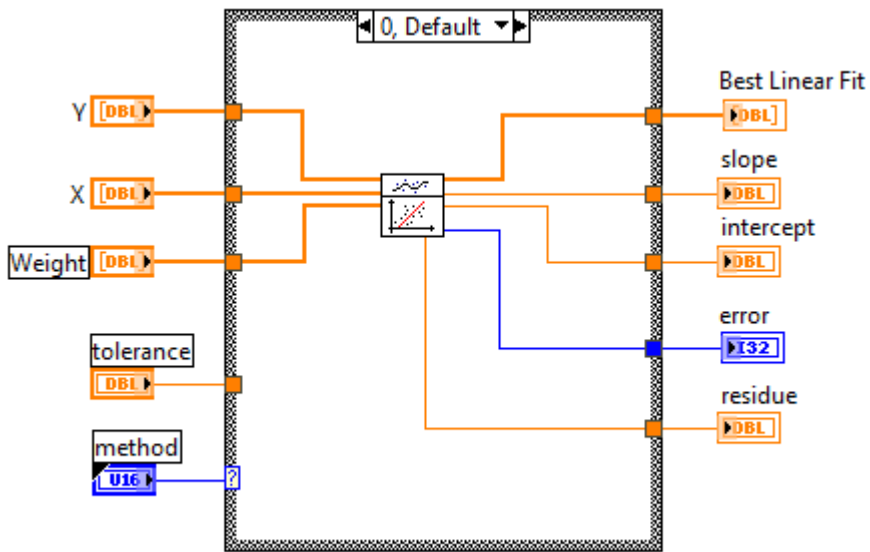 0, Default
Y [DBL]
X [DBL]
Weight [DBL]
tolerance
DBL
method
U16
?
Best Linear Fit
[DBL]
slope
DBL
intercept
DBL
error
I32
residue
DBL